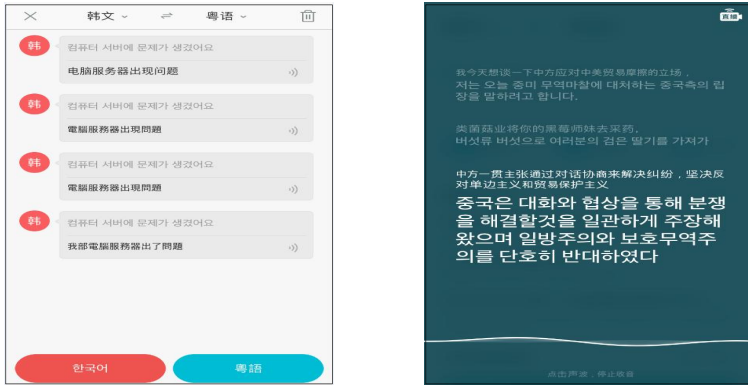 韩文
粤语
韩
컴퓨터 서버에 문제가 생겼어요
电脑服务器出现问题
韩
컴퓨터 서버에 문제가 생겼어요
電腦服務器出現問題
韩
컴퓨터 서버에 문제가 생겼어요
電腦服務器出現問題
韩
컴퓨터 서버에 문제가 생겼어요
我部電腦服務器出了問題
한국어
粵語
直播
我今天想谈一下中方应对中美贸易摩擦的立场，
저는 오늘 중미 무역마찰에 대처하는 중국측의 립
장을 말하려고 합니다.
类菌菇业将你的黑莓师妹去采药,
버섯류 버섯으로 여러분의 검은 딸기를 가져가
中方一贯主张通过对话协商来解决纠纷，坚决反
对单边主义和贸易保护主义
중국은 대화와 협상을 통해 분쟁
을 해결할것을 일관하게 주장해
왔으며 일방주의와 보호무역주
의를 단호히 반대하였다
点击声波，停止收音